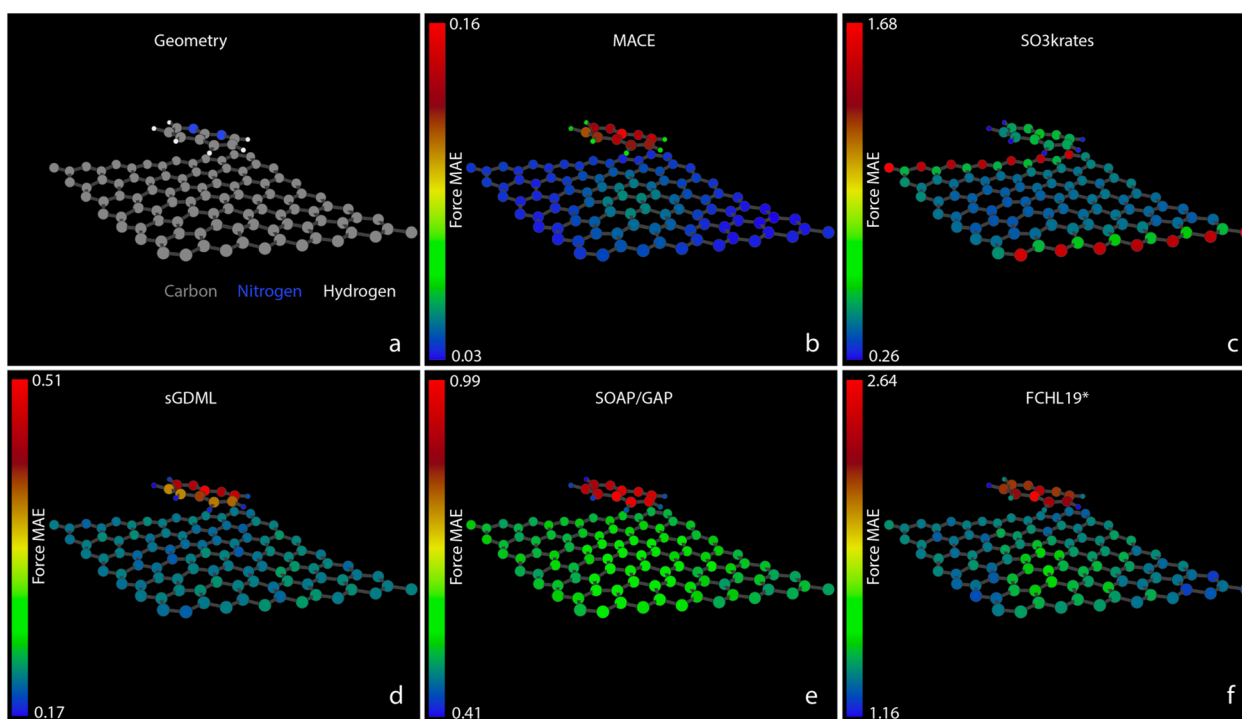 Geometry
Carbon Nitrogen Hydrogen
a
0.16
MACE
Force MAE
0.03
b
1.68
SO3krates
Force MAE
0.26
c
0.51
sGDML
Force MAE
0.17
d
0.99
SOAP/GAP
Force MAE
0.41
e
2.64
FCHL19*
Force MAE
1.16
f